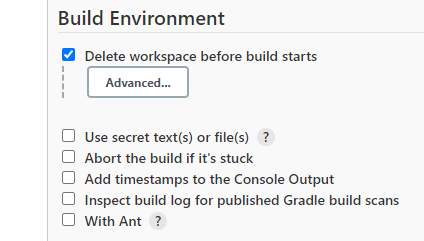 Build Environment
Delete workspace before build starts
Advanced...
Use secret text(s) or file(s) ?
Abort the build if it's stuck
Add timestamps to the Console Output
Inspect build log for published Gradle build scans
With Ant ?